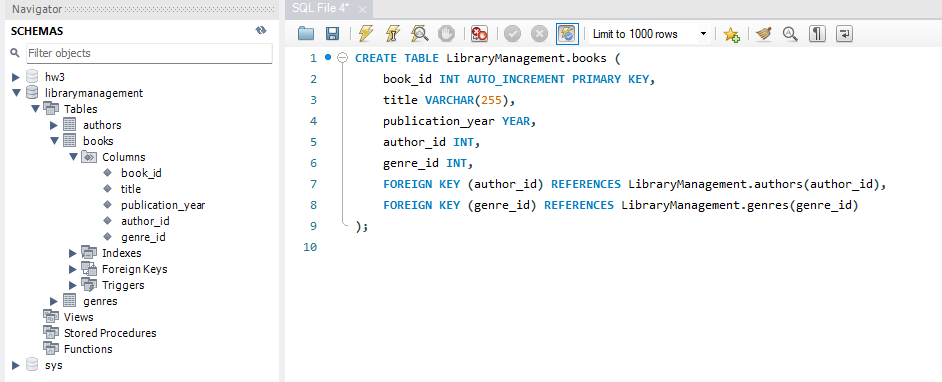 Navigator
SQL File 4*
SCHEMAS
Limit to 1000 rows
Filter objects
hw3
librarymanagement
Tables
authors
books
Columns
book_id
title
publication_year
author_id
genre_id
Indexes
Foreign Keys
Triggers
genres
Views
Stored Procedures
Functions
sys
1 CREATE TABLE LibraryManagement.books (
2 book_id INT AUTO_INCREMENT PRIMARY KEY,
3 title VARCHAR(255),
4 publication_year YEAR,
5 author_id INT,
6 genre_id INT,
7 FOREIGN KEY (author_id) REFERENCES LibraryManagement.authors(author_id),
8 FOREIGN KEY (genre_id) REFERENCES LibraryManagement.genres(genre_id)
9 );
10